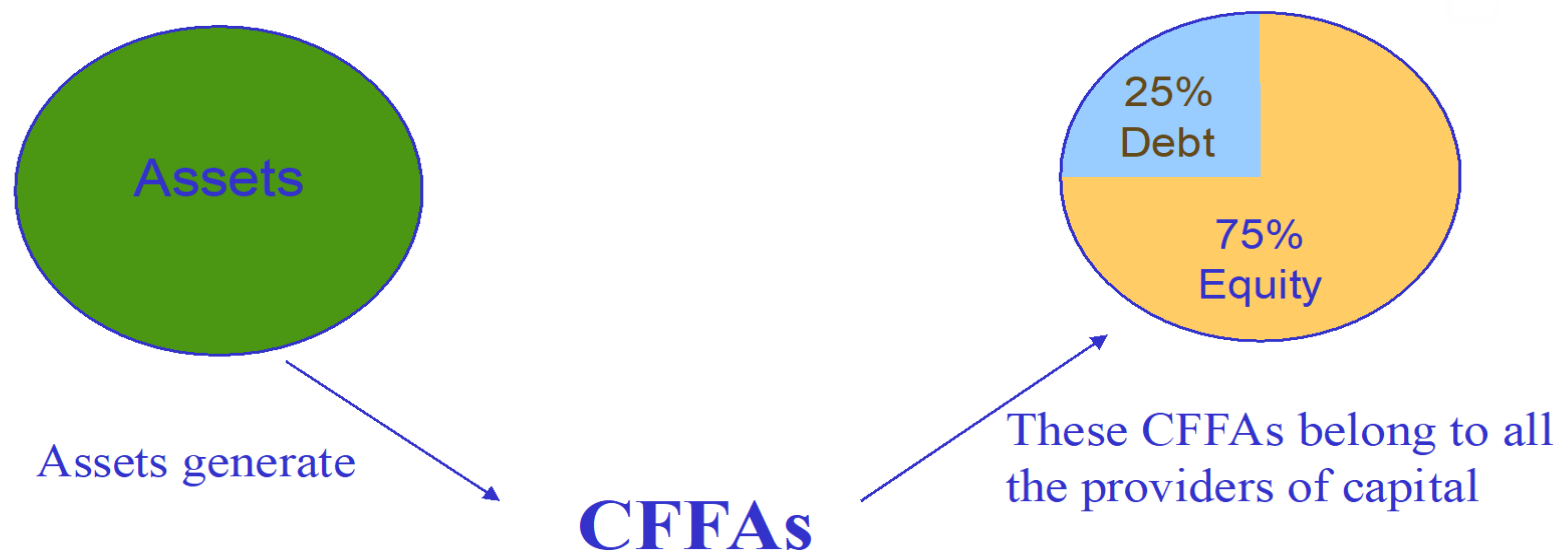 Assets
25%
Debt
75%
Equity
Assets generate
These CFFAs belong to all
the providers of capital
CFFAs